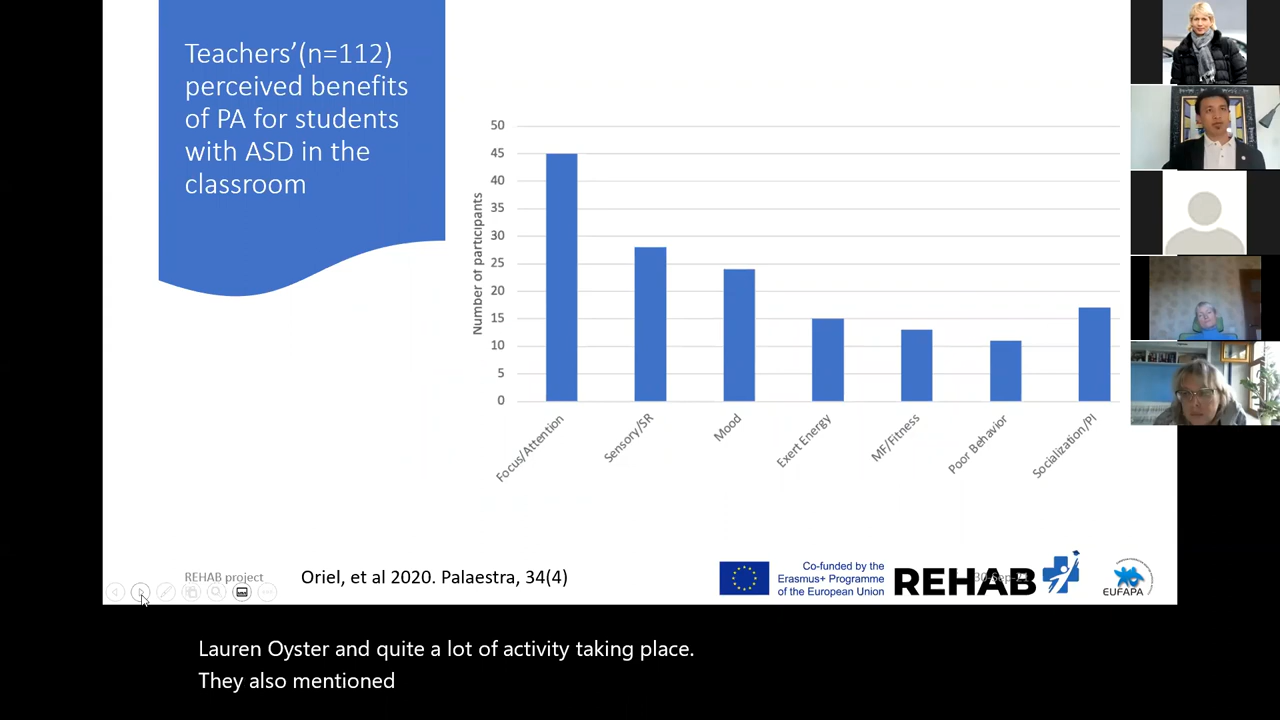 Teachers’(n=112)
perceived benefits
of PA for students
with ASD in the
classroom
Number of participants
50
45
40
35
30
25
20
15
10
5
0
Focus/Attention
Sensory/SR
Mood
Exert Energy
MF/Fitness
Poor Behavior
Socialization/PI
REHAB project
Oriel, et al 2020. Palaestra, 34(4)
Co-funded by the
Erasmus+ Programme
of the European Union
REHAB
EUFAPA
Lauren Oyster and quite a lot of activity taking place.
They also mentioned